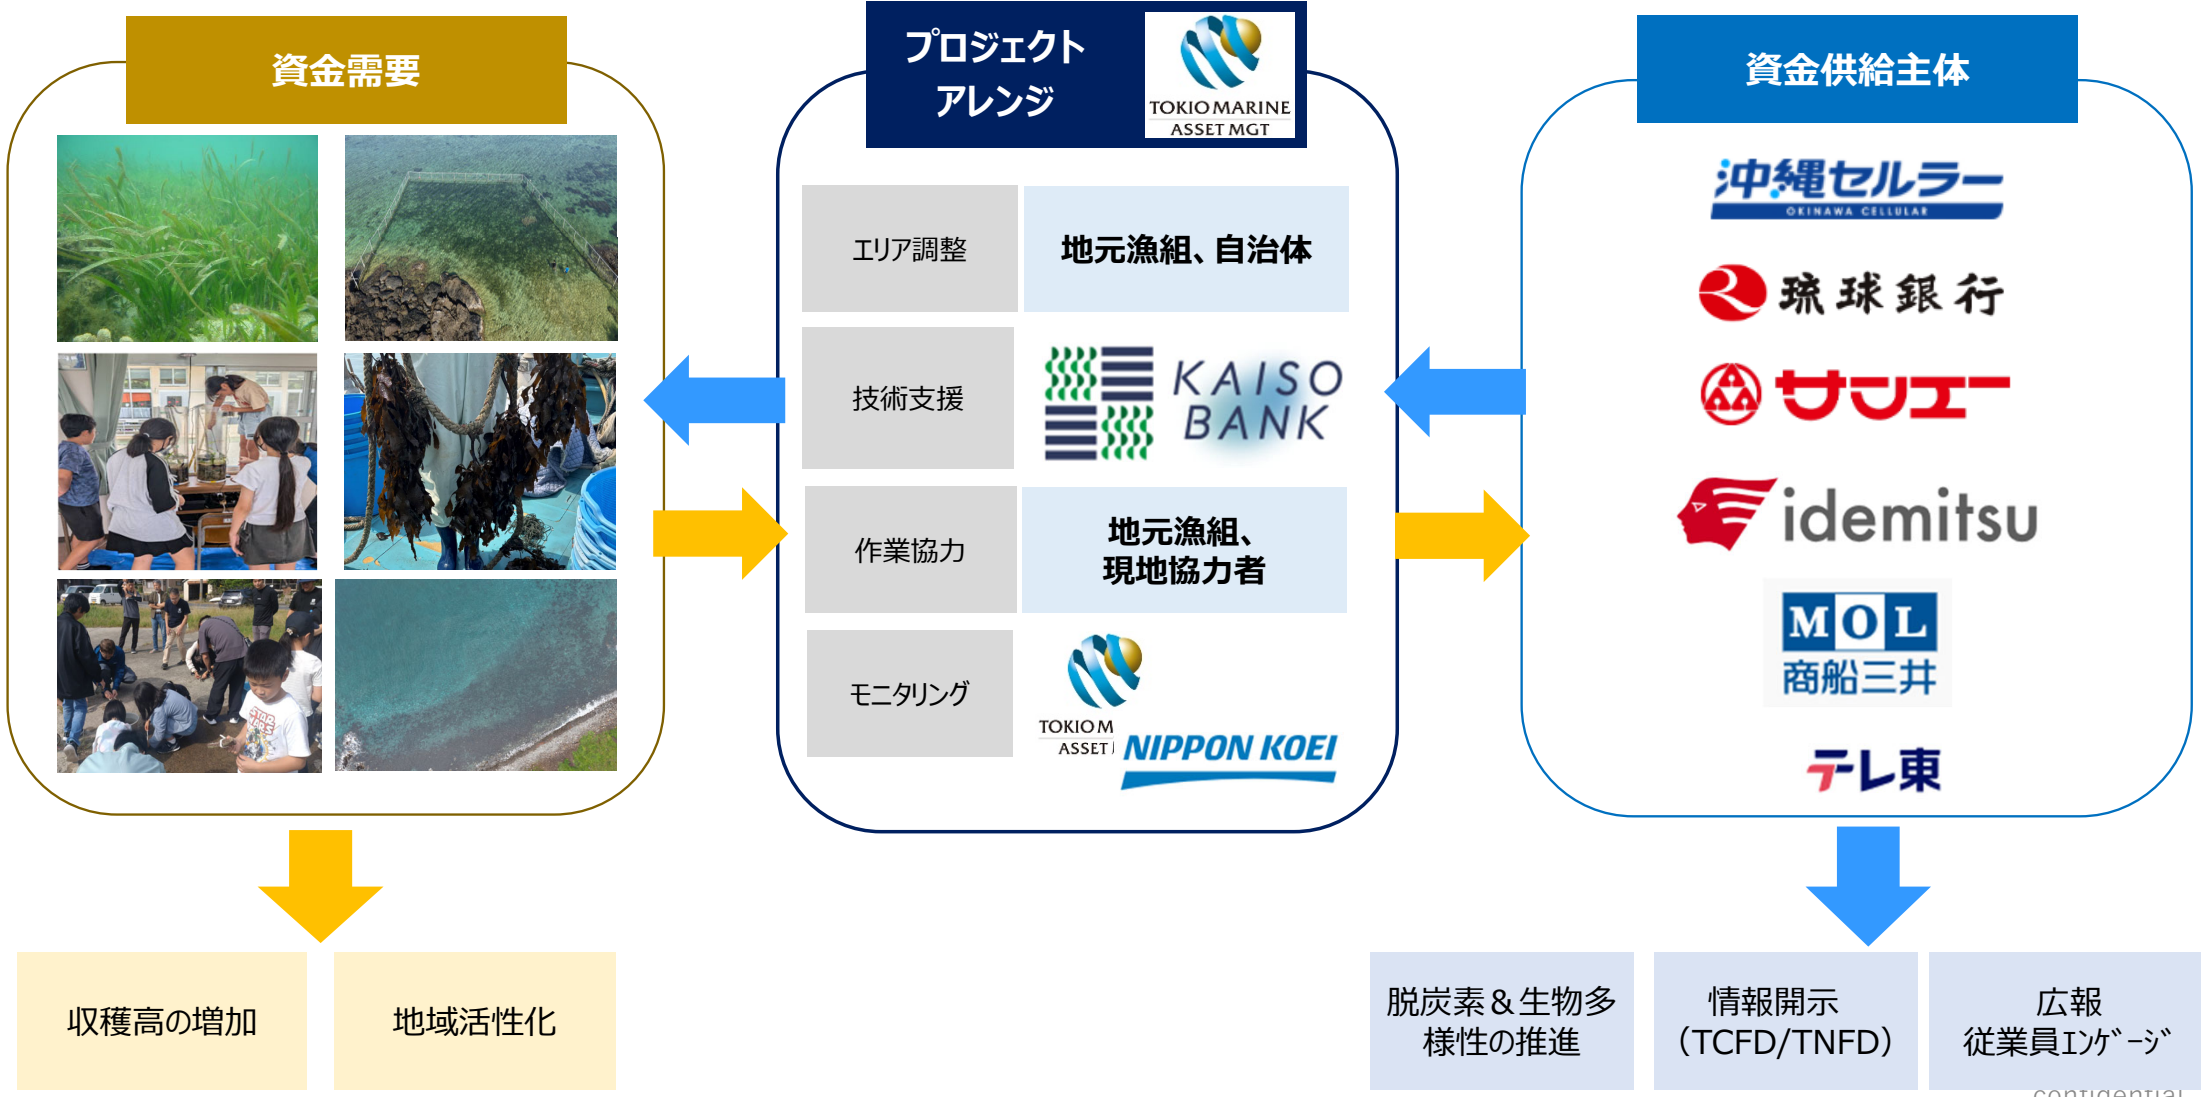 資金需要
プロジェクト
アレンジ
TOKIO MARINE
ASSET MGT
資金供給主体
エリア調整
地元漁組、自治体
技術支援
KAISO
BANK
作業協力
地元漁組、
現地協力者
モニタリング
TOKIO M
ASSET
NIPPON KOEI
沖縄セルラー
OKINAWA CELLULAR
琉球銀行
サンエー
idemitsu
MOL
商船三井
テレ東
収穫高の増加
地域活性化
脱炭素＆生物多
様性の推進
情報開示
（TCFD/TNFD）
広報
従業員ｴﾝｹﾞｰｼﾞ
confidential